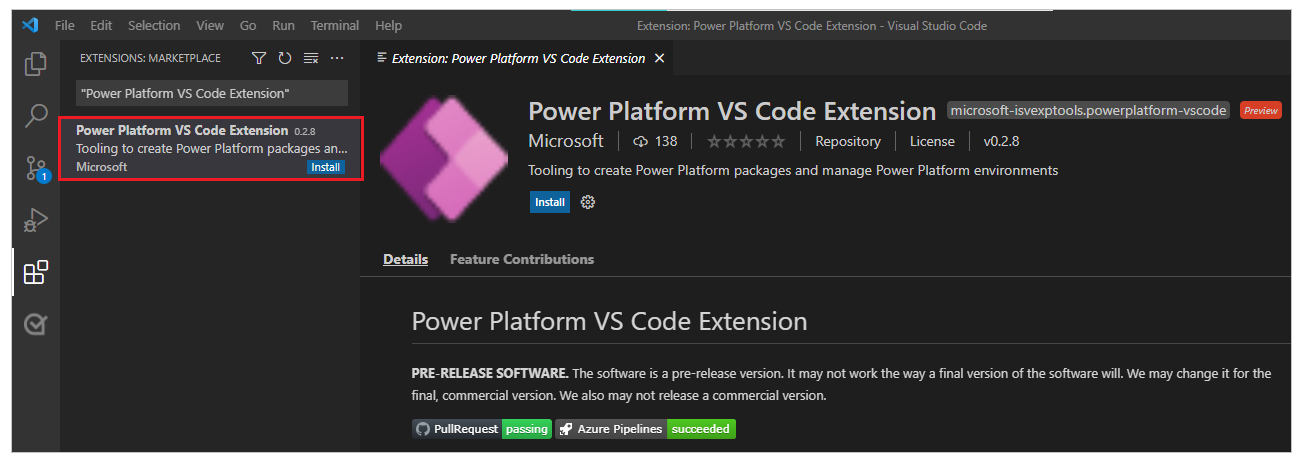 File Edit Selection View Go Run Terminal Help Extension: Power Platform VS Code Extension - Visual Studio Code
EXTENSIONS: MARKETPLACE
Extension: Power Platform VS Code Extension
"Power Platform VS Code Extension"
Power Platform VS Code Extension 0.2.8
Tooling to create Power Platform packages an...
Microsoft Install
1
Power Platform VS Code Extension microsoft-isvexptools.powerplatform-vscode Preview
Microsoft 138 Repository License v0.2.8
Tooling to create Power Platform packages and manage Power Platform environments
Install
Details Feature Contributions
Power Platform VS Code Extension
PRE-RELEASE SOFTWARE. The software is a pre-release version. It may not work the way a final version of the software will. We may change it for the
final, commercial version. We also may not release a commercial version.
PullRequest passing Azure Pipelines succeeded